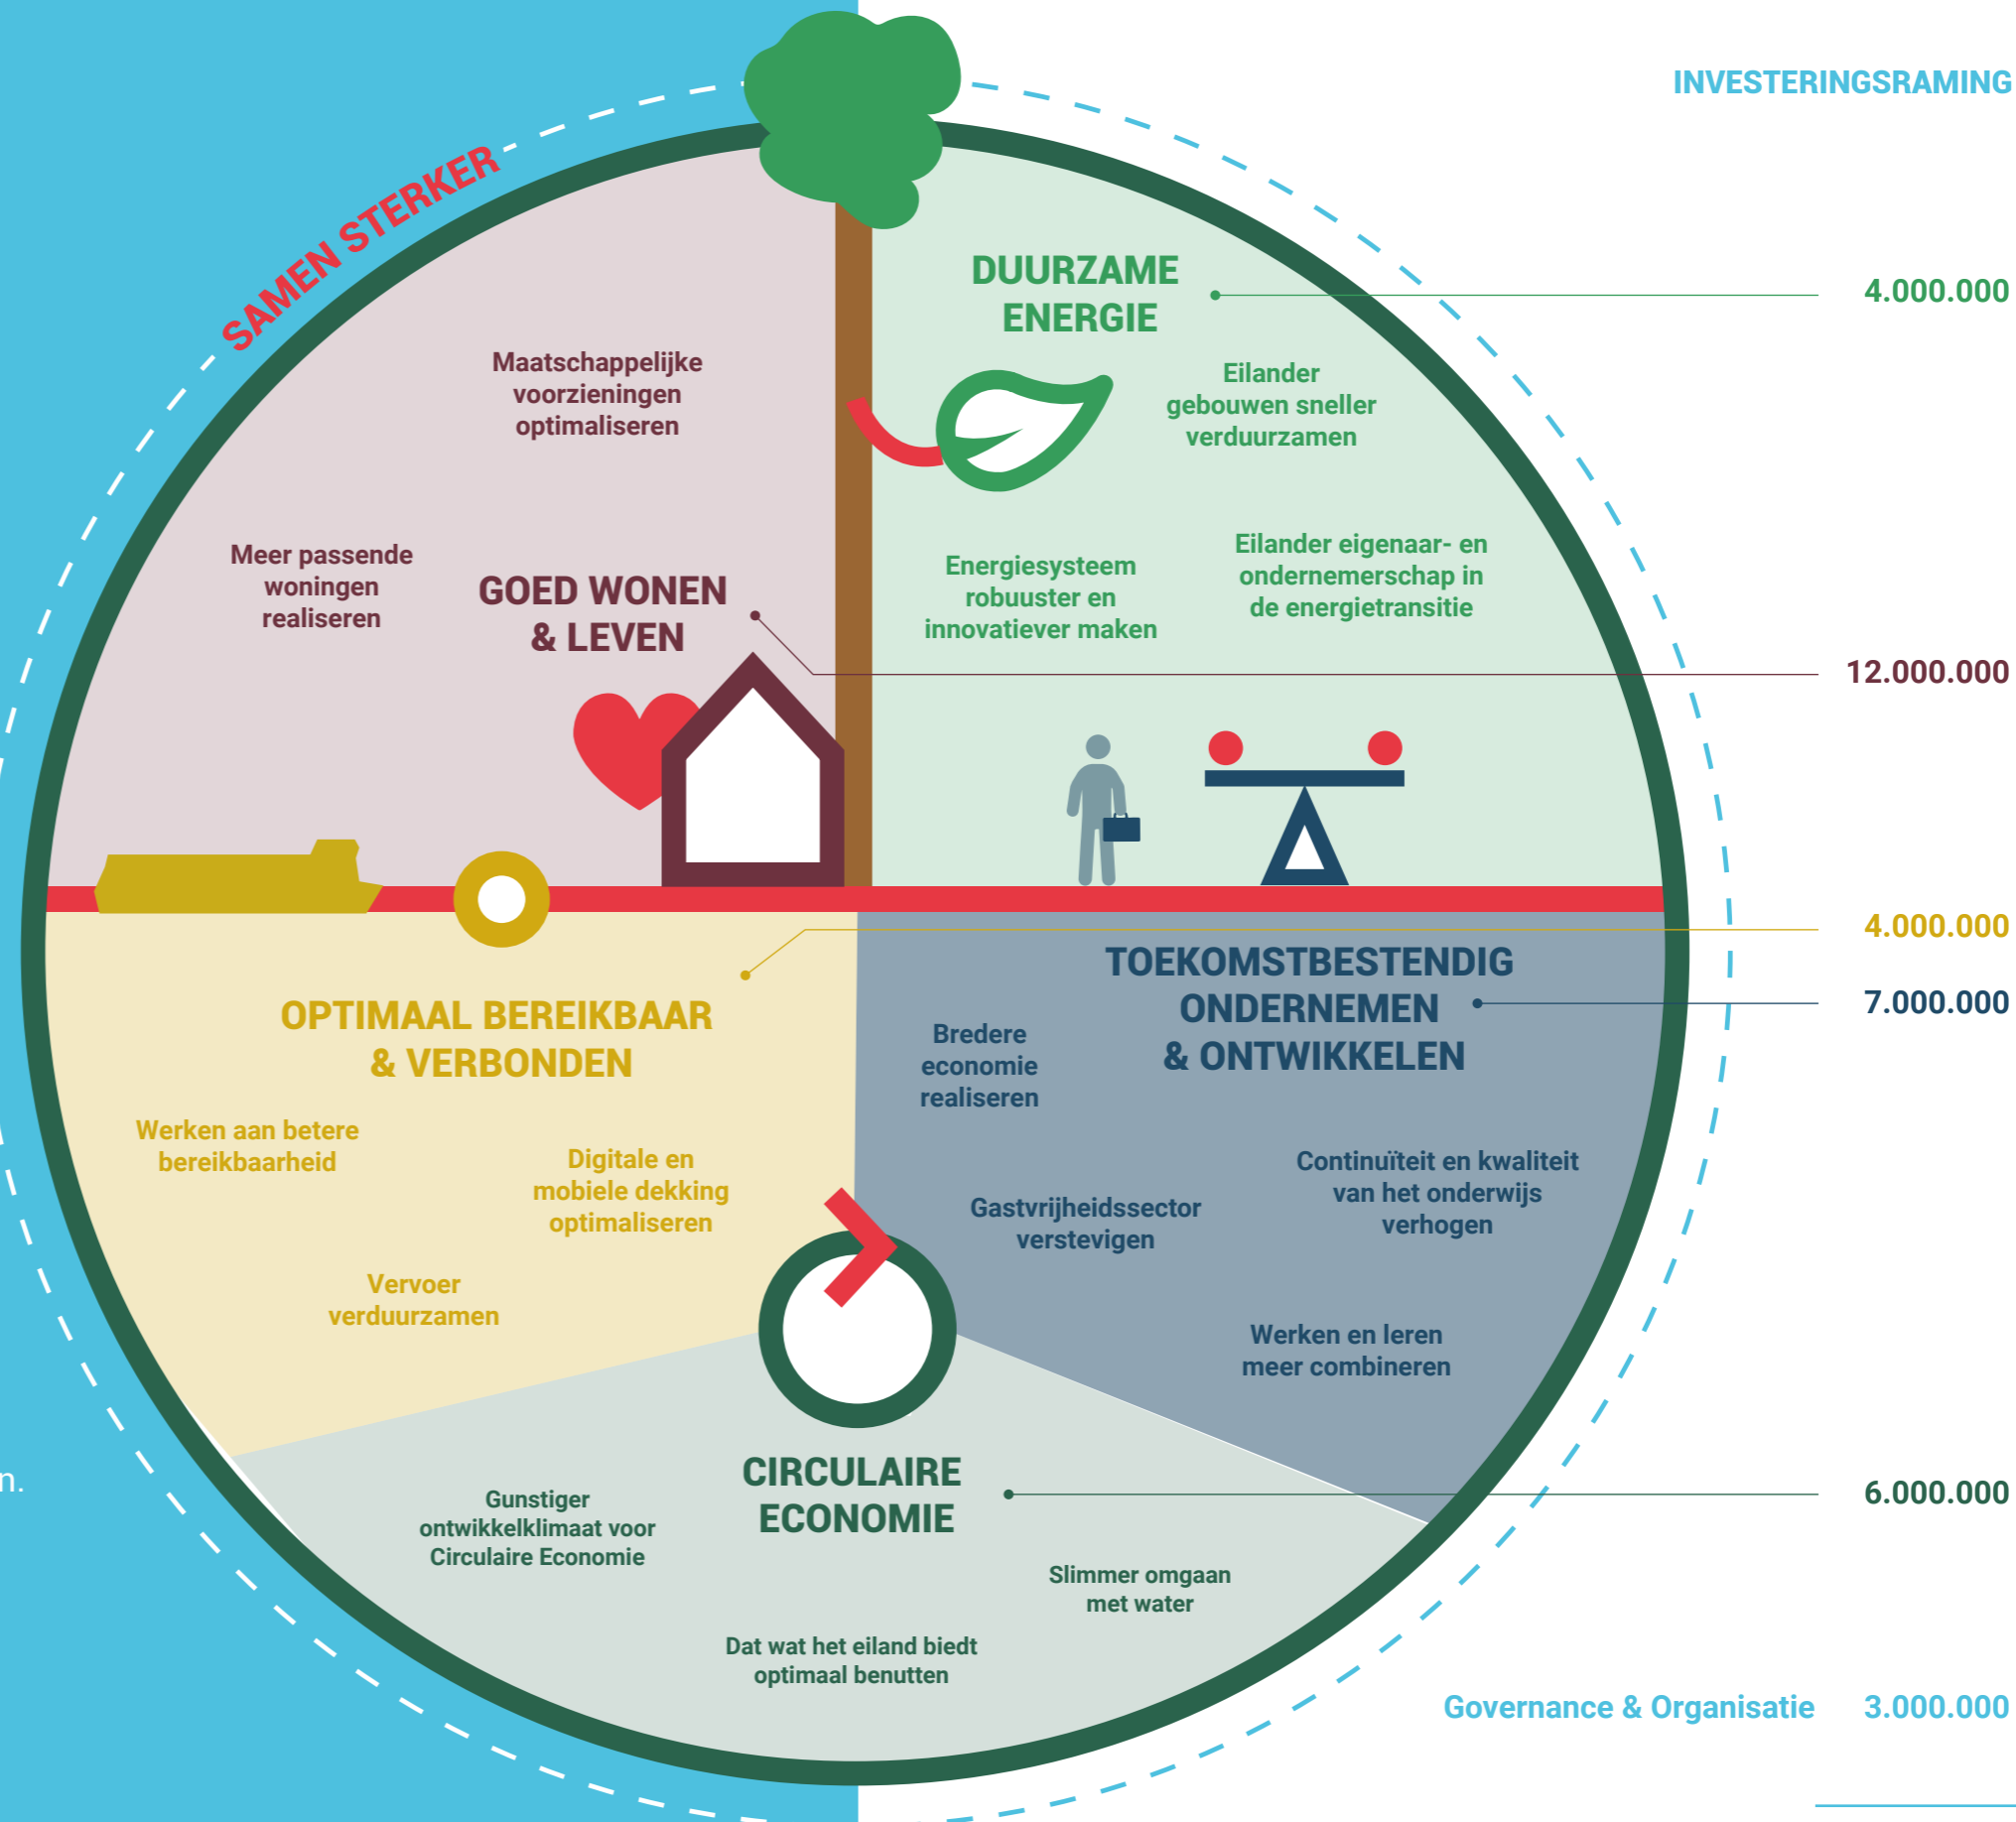 INVESTERINGSRAMING
SAMEN STERKER
DUURZAME
ENERGIE
4.000.000
Eilander
gebouwen sneller
verduurzamen
Energiesysteem
robuuster en
innovatiever maken
Eilander eigenaar- en
ondernemerschap in
de energietransitie
Maatschappelijke
voorzieningen
optimaliseren
Meer passende
woningen
realiseren
GOED WONEN
& LEVEN
12.000.000
OPTIMAAL BEREIKBAAR
& VERBONDEN
4.000.000
Werken aan betere
bereikbaarheid
Digitale en
mobiele dekking
optimaliseren
Vervoer
verduurzamen
TOEKOMSTBESTENDIG
ONDERNEMEN
& ONTWIKKELEN
7.000.000
Bredere
economie
realiseren
Gastvrijheidssector
verstevigen
Continuïteit en kwaliteit
van het onderwijs
verhogen
Werken en leren
meer combineren
n.
CIRCULAIRE
ECONOMIE
6.000.000
Gunstiger
ontwikkelklimaat voor
Circulaire Economie
Slimmer omgaan
met water
Dat wat het eiland biedt
optimaal benutten
Governance & Organisatie 3.000.000